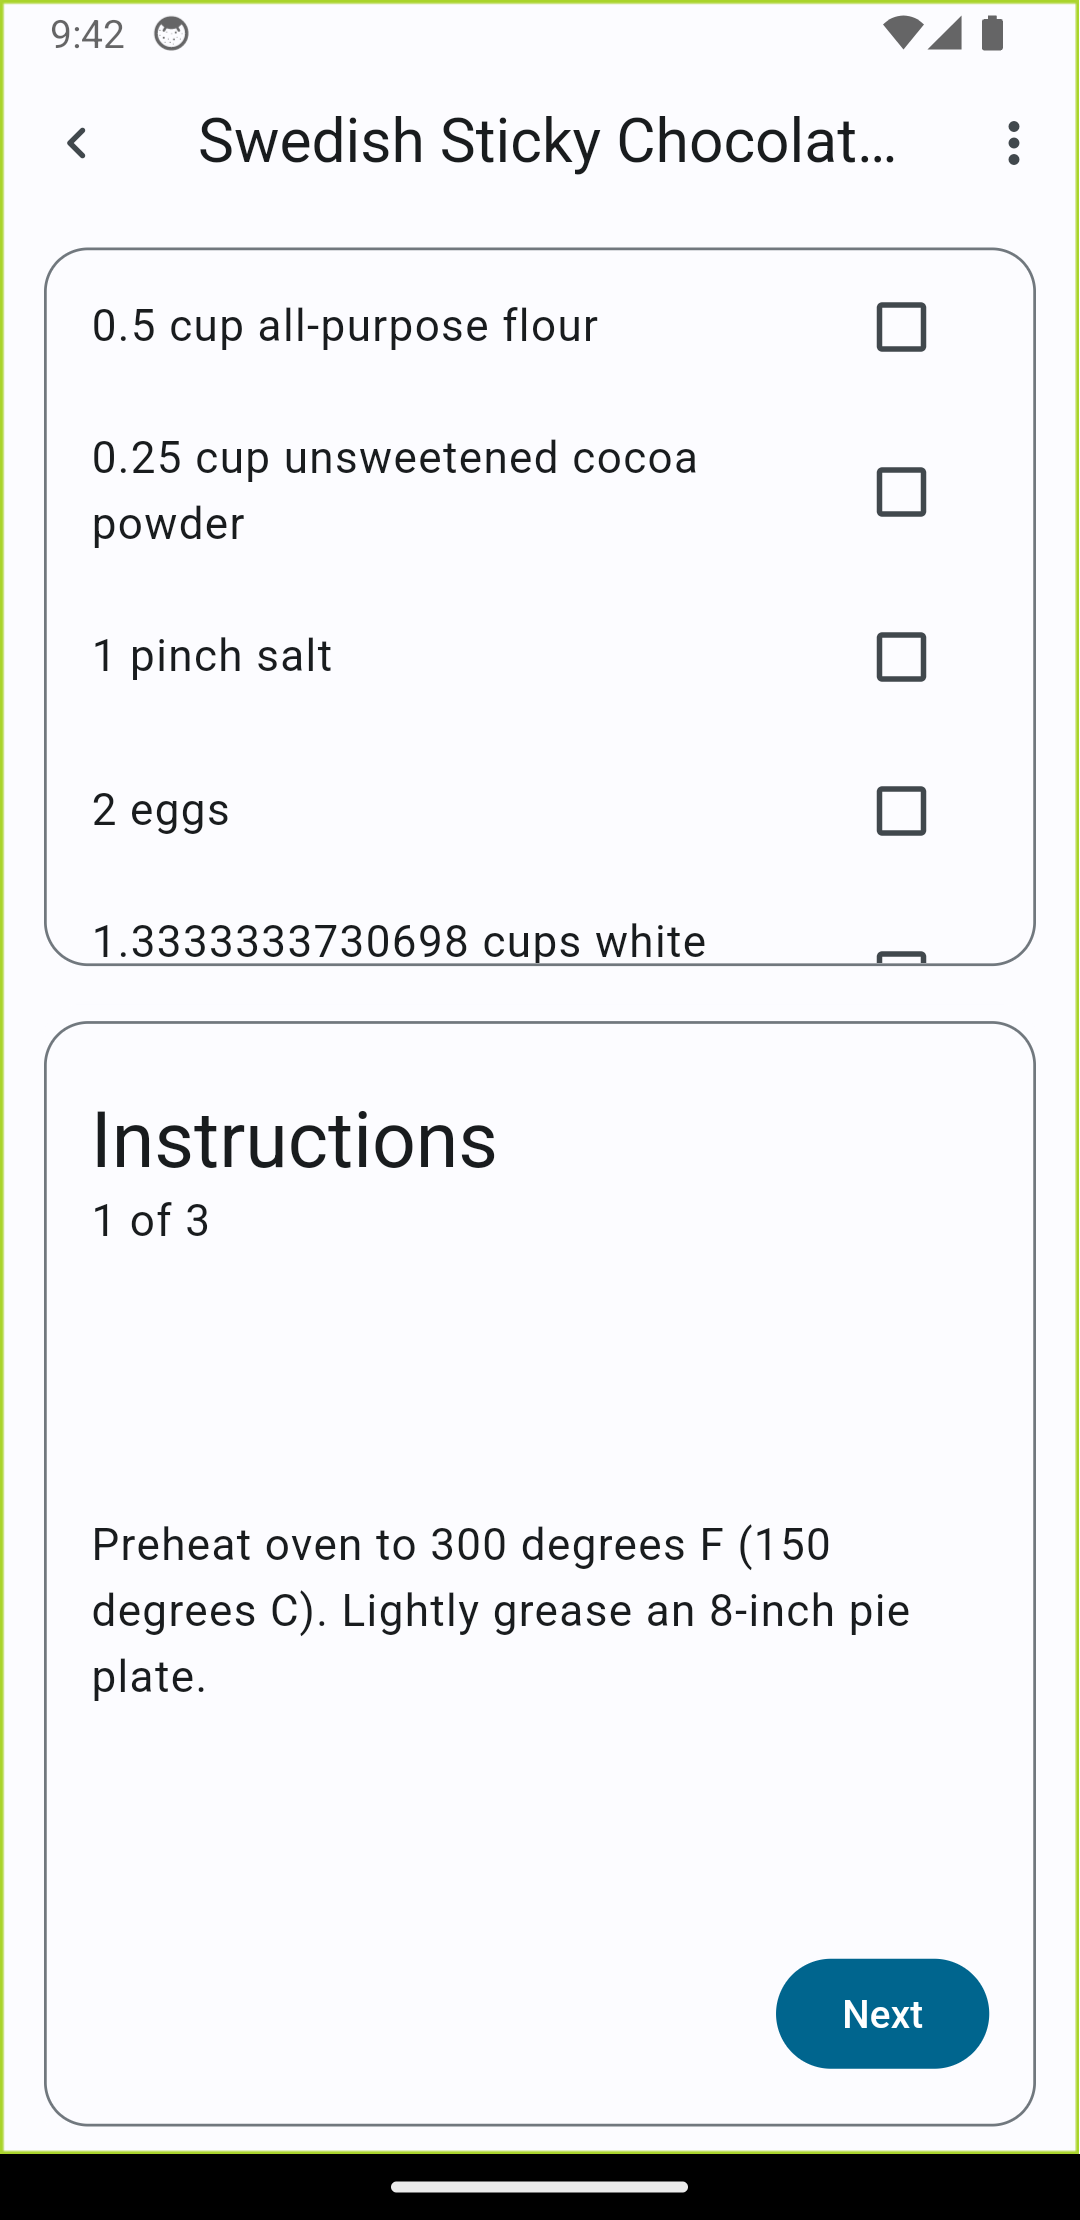 9:42
Swedish Sticky Chocolat...
0.5 cup all-purpose flour
0.25 cup unsweetened cocoa
powder
1 pinch salt
2 eggs
1.3333333730698 cups white
Instructions
1 of 3
Preheat oven to 300 degrees F (150
degrees C). Lightly grease an 8-inch pie
plate.
Next